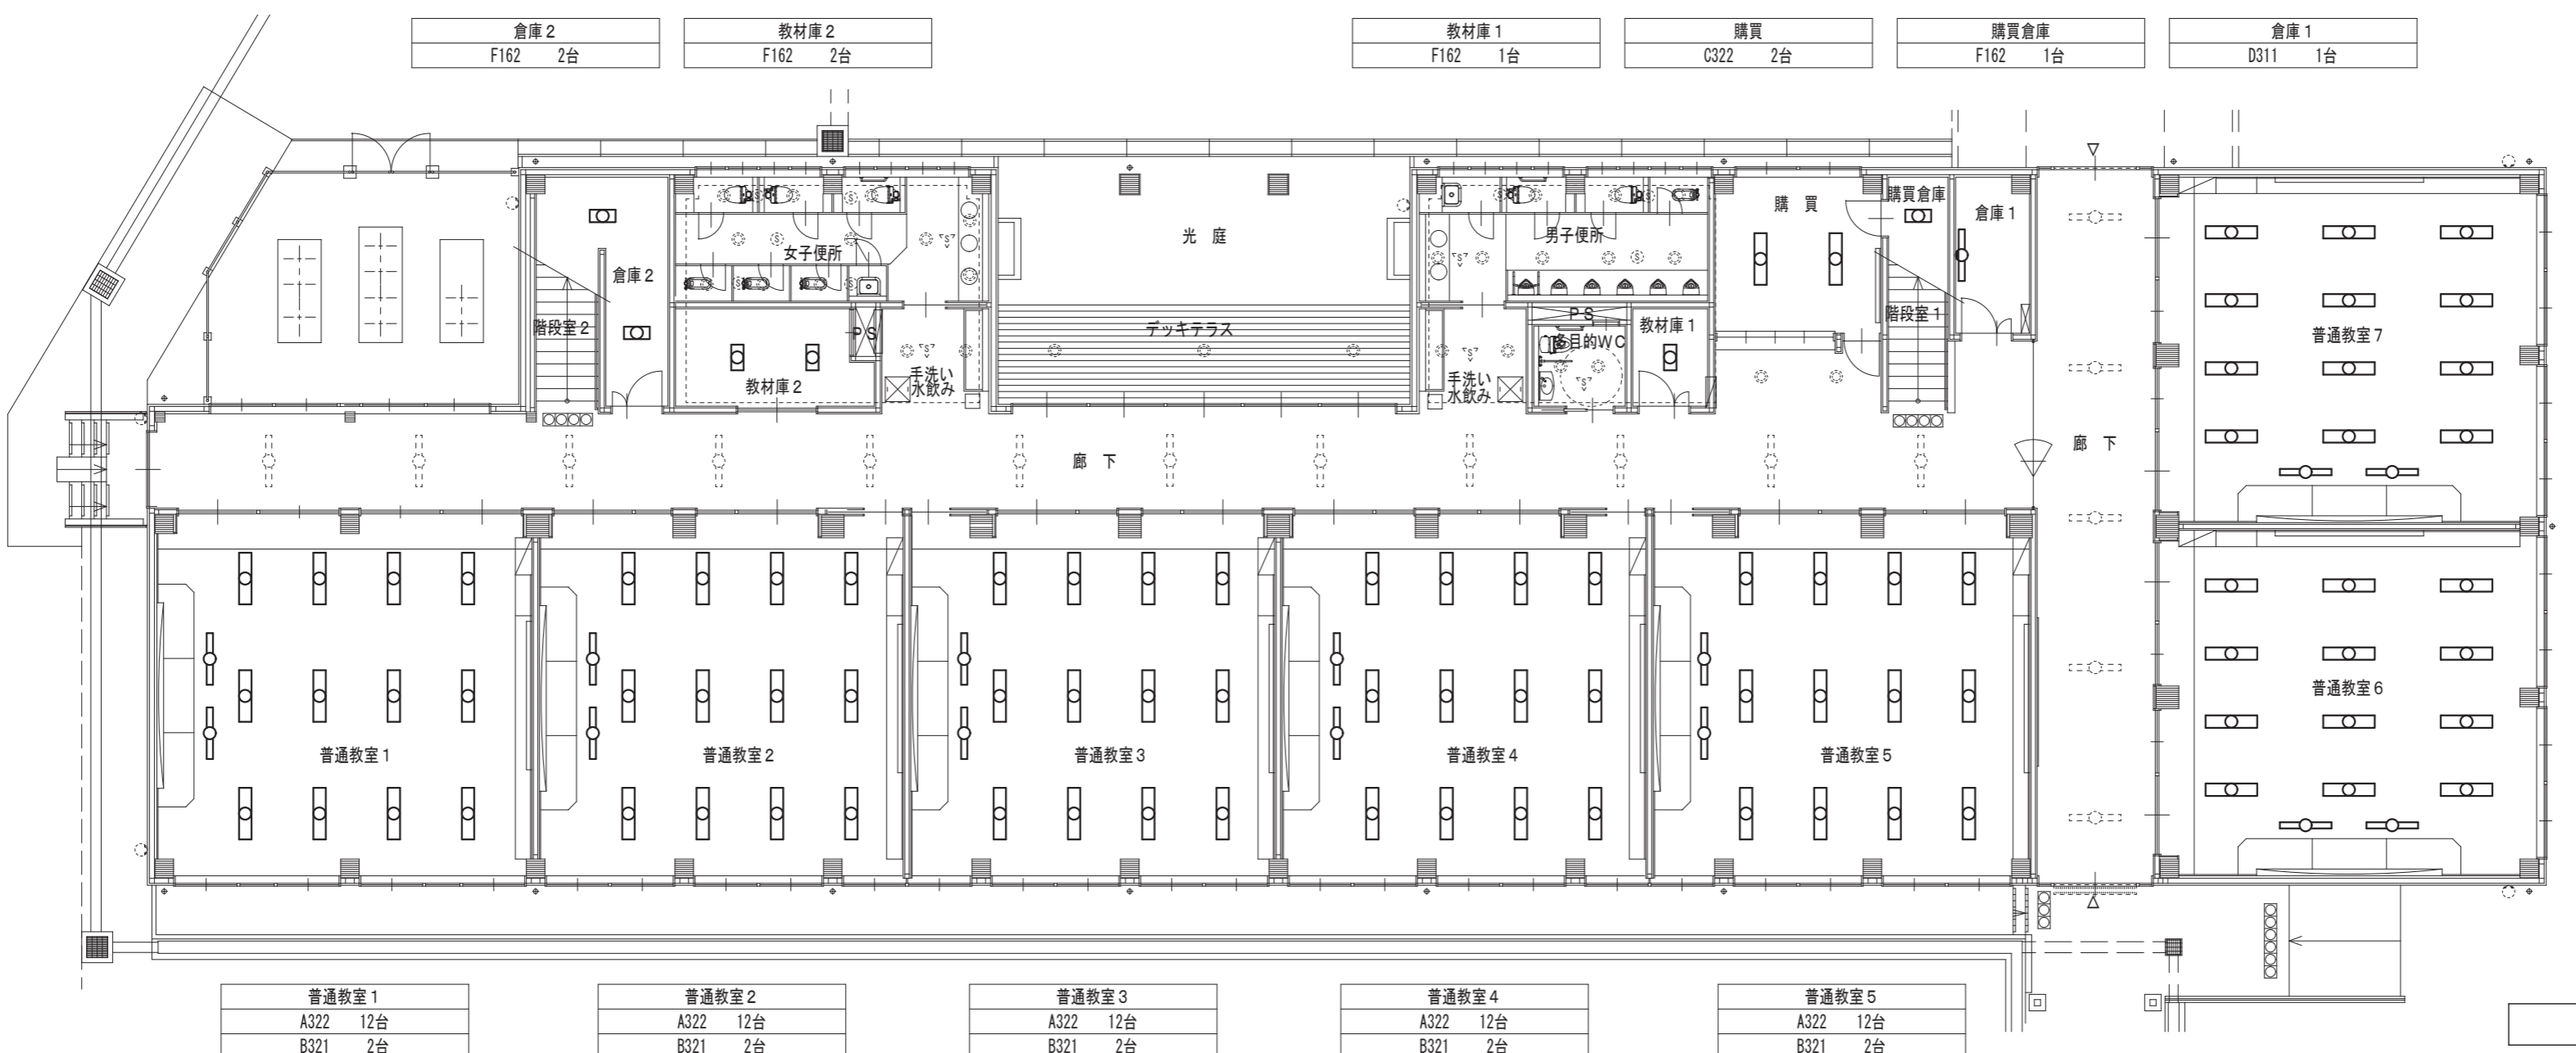 倉庫2
F162 2台
教材庫2
F162 2台
教材庫1
F162 1台
購買
C322 2台
購買倉庫
F162 1台
倉庫1
D311 1台
購買倉庫
購 買
倉庫1
光 庭
男子便所
女子便所
倉庫2
階段室2
PS
デッキテラス
PS
教材庫1
階段室1
多目的WC
普通教室7
手洗い
水飲み
教材庫2
手洗い
水飲み
廊 下
廊 下
普通教室6
普通教室1
普通教室2
普通教室3
普通教室4
普通教室5
普通教室1
A322 12台
B321 2台
普通教室2
A322 12台
B321 2台
普通教室3
A322 12台
B321 2台
普通教室4
A322 12台
B321 2台
普通教室5
A322 12台
B321 2台